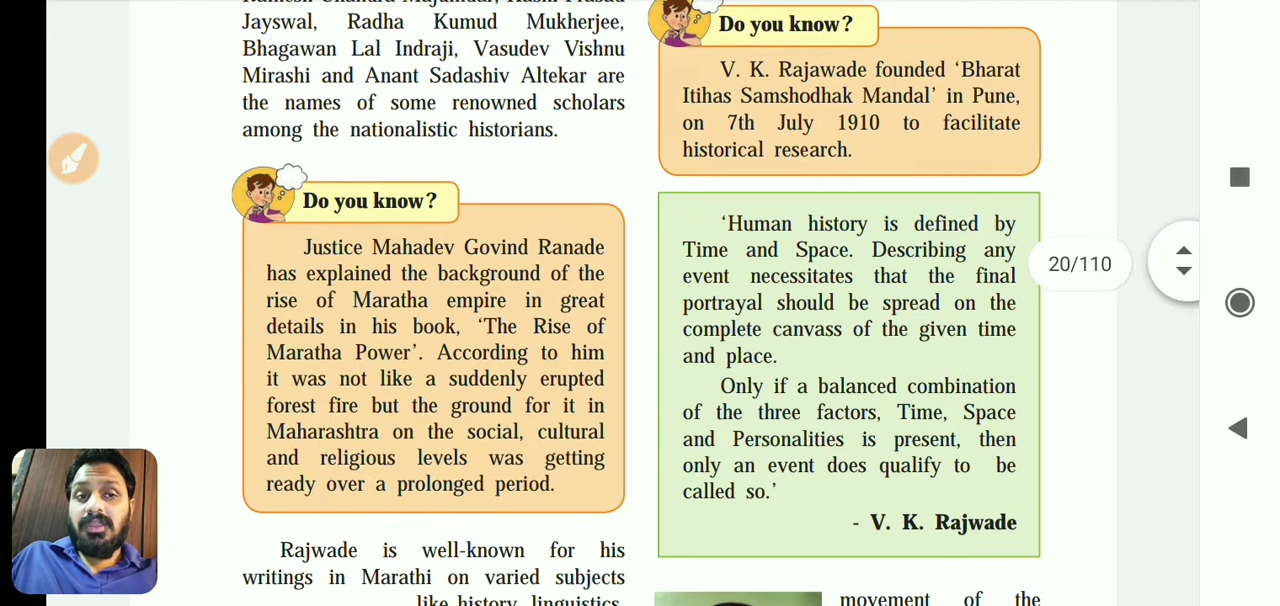 Ramesh Chandra Majumdar, Kashi Prasad
Jayswal, Radha Kumud Mukherjee,
Bhagawan Lal Indraji, Vasudev Vishnu
Mirashi and Anant Sadashiv Altekar are
the names of some renowned scholars
among the nationalistic historians.
Do you know?
Justice Mahadev Govind Ranade
has explained the background of the
rise of Maratha empire in great
details in his book, ‘The Rise of
Maratha Power’. According to him
it was not like a suddenly erupted
forest fire but the ground for it in
Maharashtra on the social, cultural
and religious levels was getting
ready over a prolonged period.
Rajwade is well-known for his
writings in Marathi on varied subjects
like history, linguistics,
Do you know?
V. K. Rajawade founded ‘Bharat
Itihas Samshodhak Mandal’ in Pune,
on 7th July 1910 to facilitate
historical research.
‘Human history is defined by
Time and Space. Describing any
event necessitates that the final
portrayal should be spread on the
complete canvass of the given time
and place.
Only if a balanced combination
of the three factors, Time, Space
and Personalities is present, then
only an event does qualify to be
called so.’
- V. K. Rajwade
movement of the
20/110